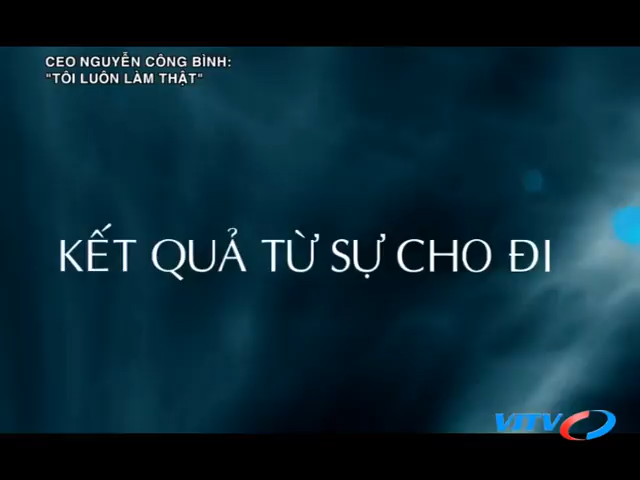 CEO NGUYỄN CÔNG BÌNH:
"TÔI LUÔN LÀM THẬT"
KẾT QUẢ TỪ SỰ CHO ĐI
VITV